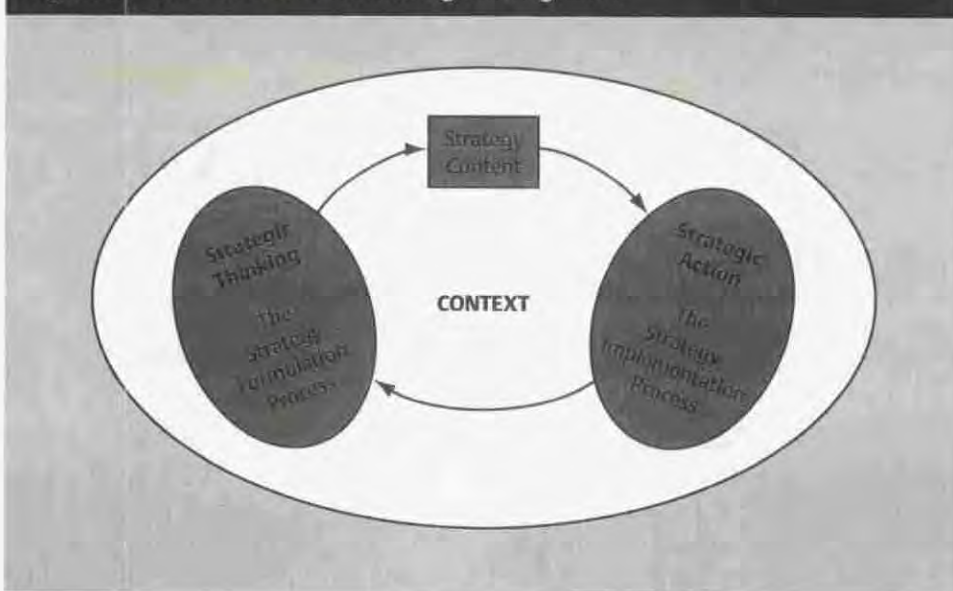 Strategy
Content
Strategic
Thinking
The
Strategy
Formulation
Process
CONTEXT
Strategic
Action
The
Strategy
Implementation
Process